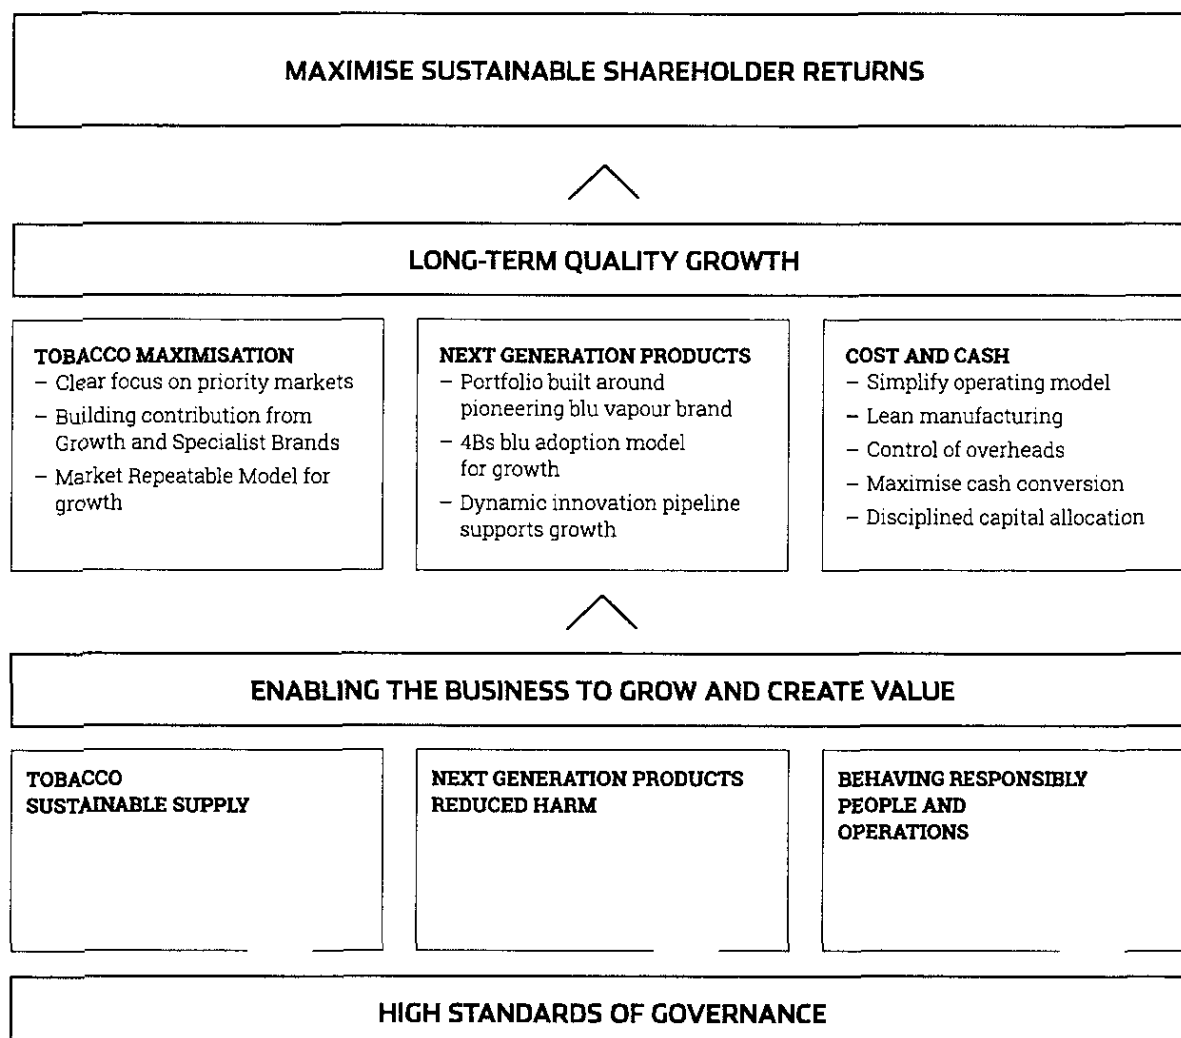 MAXIMISE SUSTAINABLE SHAREHOLDER RETURNS
LONG-TERM QUALITY GROWTH
TOBACCO MAXIMISATION
– Clear focus on priority markets
– Building contribution from
Growth and Specialist Brands
– Market Repeatable Model for
growth
NEXT GENERATION PRODUCTS
– Portfolio built around
pioneering blu vapour brand
– 4Bs blu adoption model
for growth
– Dynamic innovation pipeline
supports growth
COST AND CASH
– Simplify operating model
– Lean manufacturing
– Control of overheads
– Maximise cash conversion
– Disciplined capital allocation
ENABLING THE BUSINESS TO GROW AND CREATE VALUE
TOBACCO
SUSTAINABLE SUPPLY
NEXT GENERATION PRODUCTS
REDUCED HARM
BEHAVING RESPONSIBLY
PEOPLE AND
OPERATIONS
HIGH STANDARDS OF GOVERNANCE